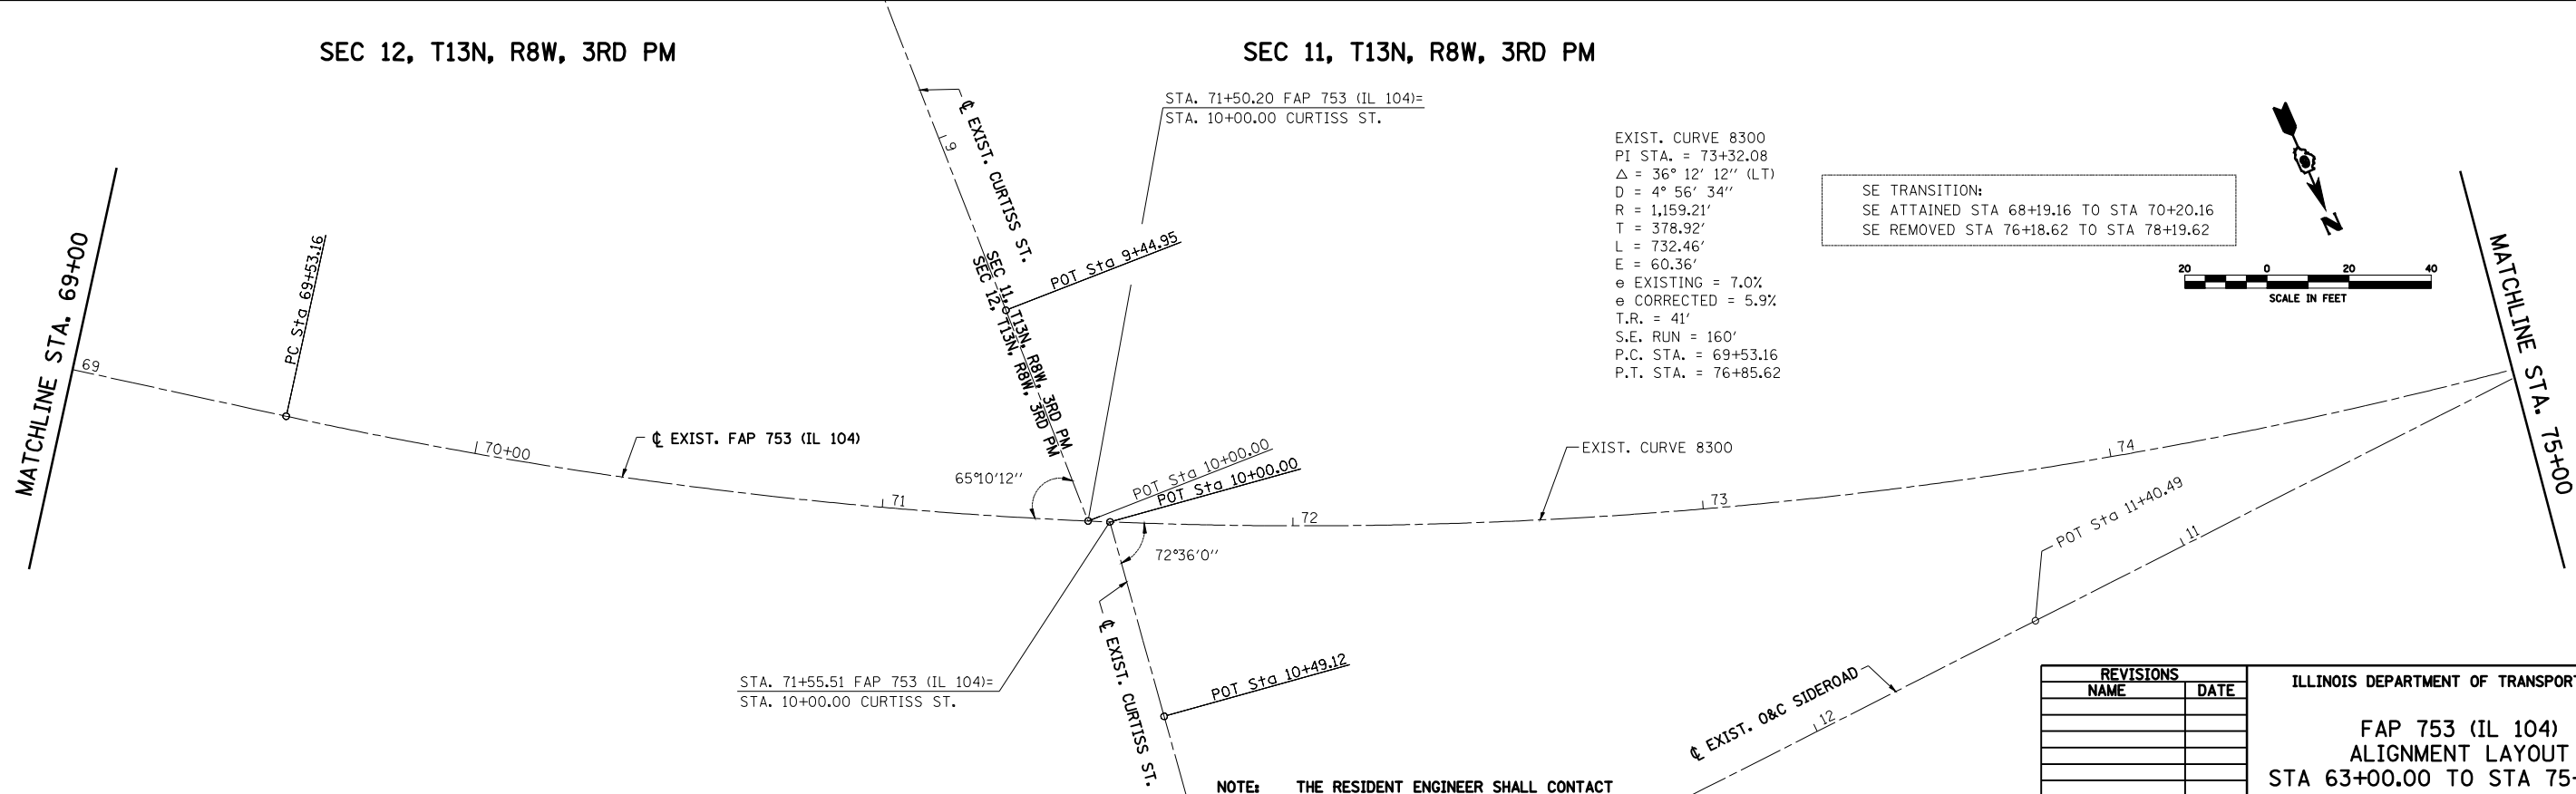 SEC 12, T13N, R8W, 3RD PM
SEC 11, T13N, R8W, 3RD PM
STA. 71+50.20 FAP 753 (IL 104)=
STA. 10+00.00 CURTISS ST.
℄ EXIST. CURTISS ST.
9
EXIST. CURVE 8300
PI STA. = 73+32.08
Δ = 36° 12' 12'' (LT)
D = 4° 56' 34''
R = 1,159.21'
T = 378.92'
L = 732.46'
E = 60.36'
e EXISTING = 7.0%
e CORRECTED = 5.9%
T.R. = 41'
S.E. RUN = 160'
P.C. STA. = 69+53.16
P.T. STA. = 76+85.62
SE TRANSITION:
SE ATTAINED STA 68+19.16 TO STA 70+20.16
SE REMOVED STA 76+18.62 TO STA 78+19.62
N
20 0 20 40
SCALE IN FEET
MATCHLINE STA. 69+00
MATCHLINE STA. 75+00
PC Sta 69+53.16
POT Sta 9+44.95
SEC 11, T13N, R8W, 3RD PM
SEC 12, T13N, R8W, 3RD PM
69
70+00
℄ EXIST. FAP 753 (IL 104)
71
65°10'12''
POT Sta 10+00.00
POT Sta 10+00.00
72
EXIST. CURVE 8300
73
74
72°36'0''
POT Sta 11+40.49
11
℄ EXIST. CURTISS ST.
POT Sta 10+49.12
STA. 71+55.51 FAP 753 (IL 104)=
STA. 10+00.00 CURTISS ST.
℄ EXIST. O&C SIDEROAD
12
NOTE: THE RESIDENT ENGINEER SHALL CONTACT
REVISIONS
NAME DATE
ILLINOIS DEPARTMENT OF TRANSPORT
FAP 753 (IL 104)
ALIGNMENT LAYOUT
STA 63+00.00 TO STA 75+